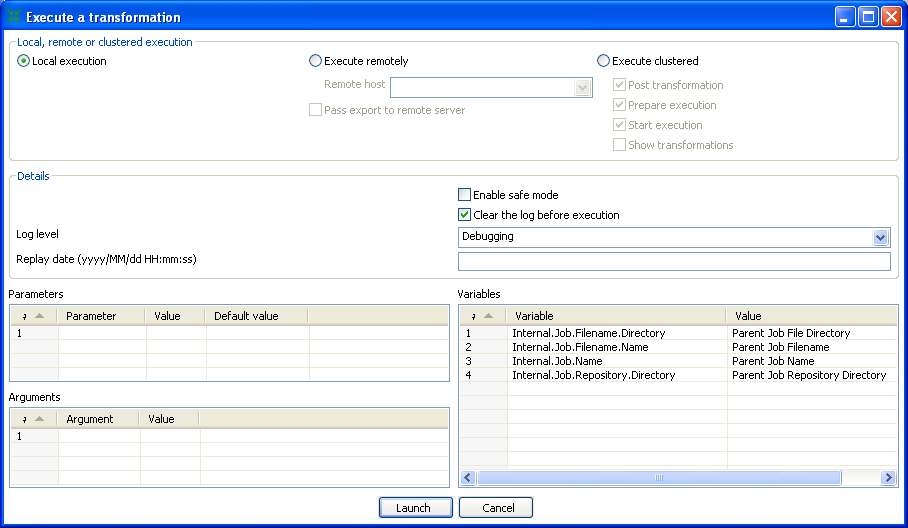 Execute a transformation
Local, remote or clustered execution
Local execution
Execute remotely
Execute clustered
Remote host
Post transformation
Pass export to remote server
Prepare execution
Start execution
Show transformations
Details
Enable safe mode
Clear the log before execution
Log level
Debugging
Replay date (yyyy/MM/dd HH:mm:ss)
Parameters
Parameter Value Default value
1
Arguments
Argument Value
1
Variables
Variable Value
1 Internal.Job.Filename.Directory Parent Job File Directory
2 Internal.Job.Filename.Name Parent Job Filename
3 Internal.Job.Name Parent Job Name
4 Internal.Job.Repository.Directory Parent Job Repository Directory
Launch
Cancel